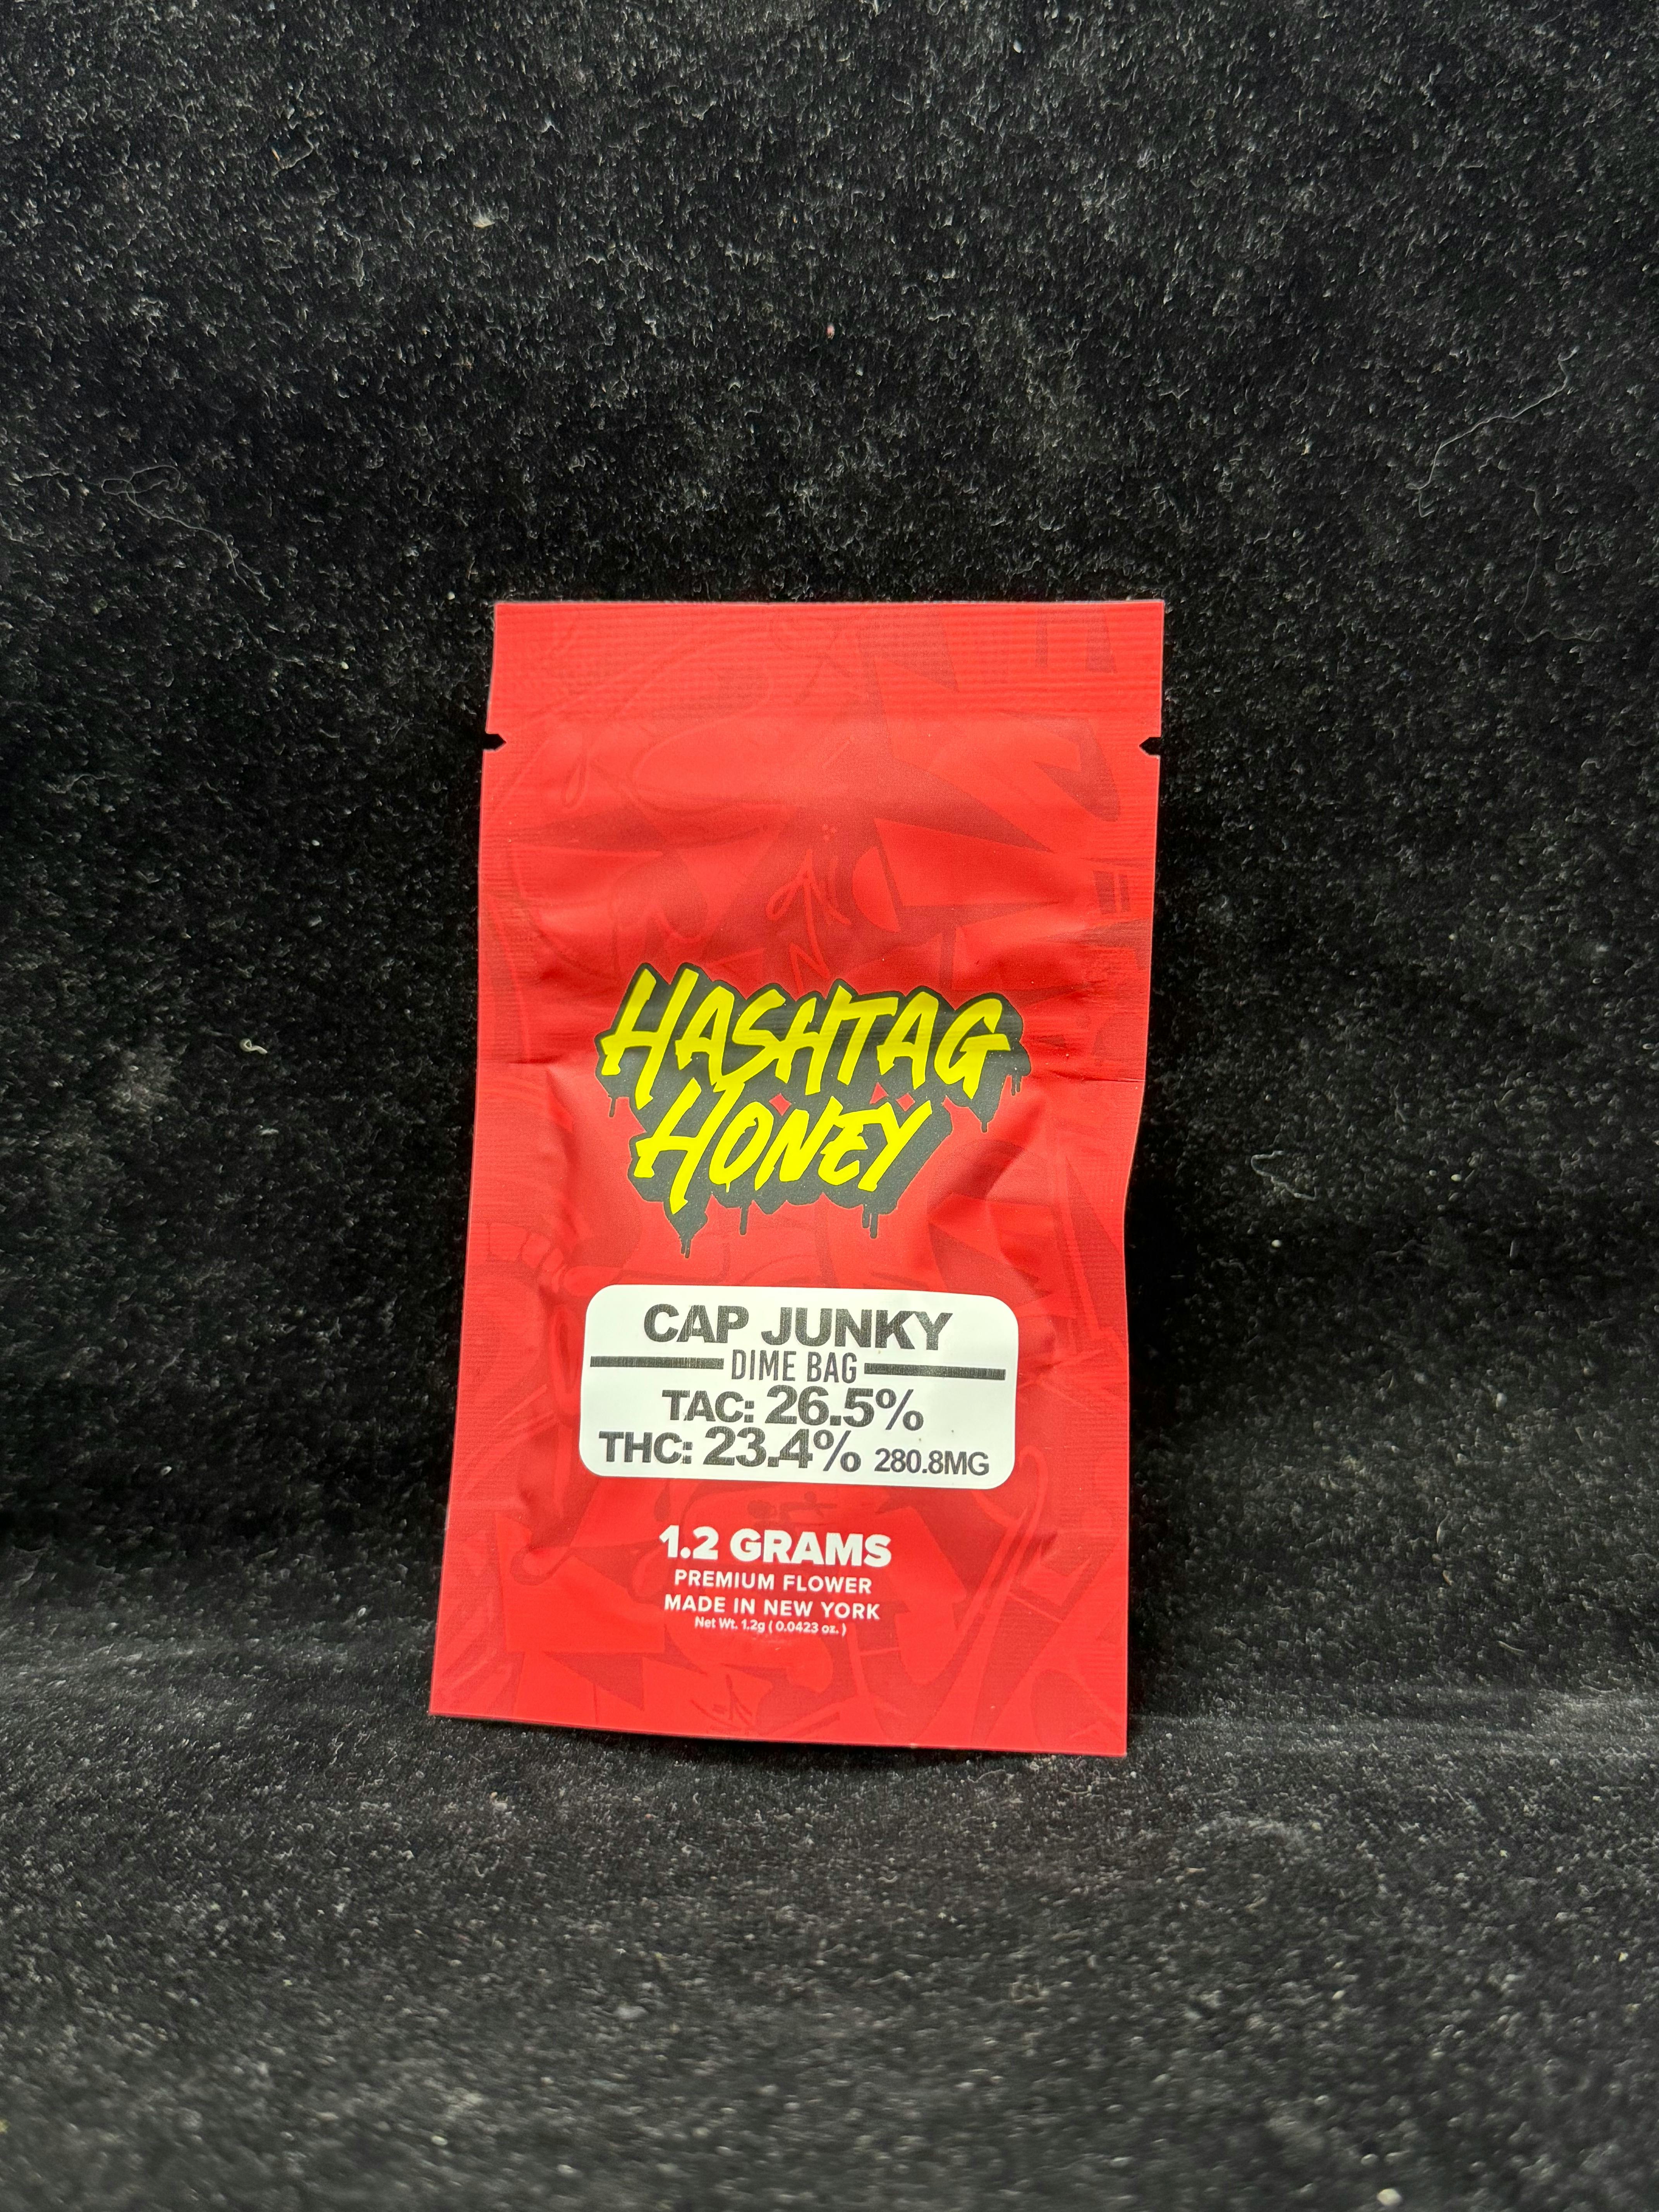 HASHTAG
HONEY
CAP JUNKY
DIME BAG
TAC: 26.5%
THC: 23.4% 280.8MG
1.2 GRAMS
PREMIUM FLOWER
MADE IN NEW YORK
Net Wt. 1.2g ( 0.0423 oz. )